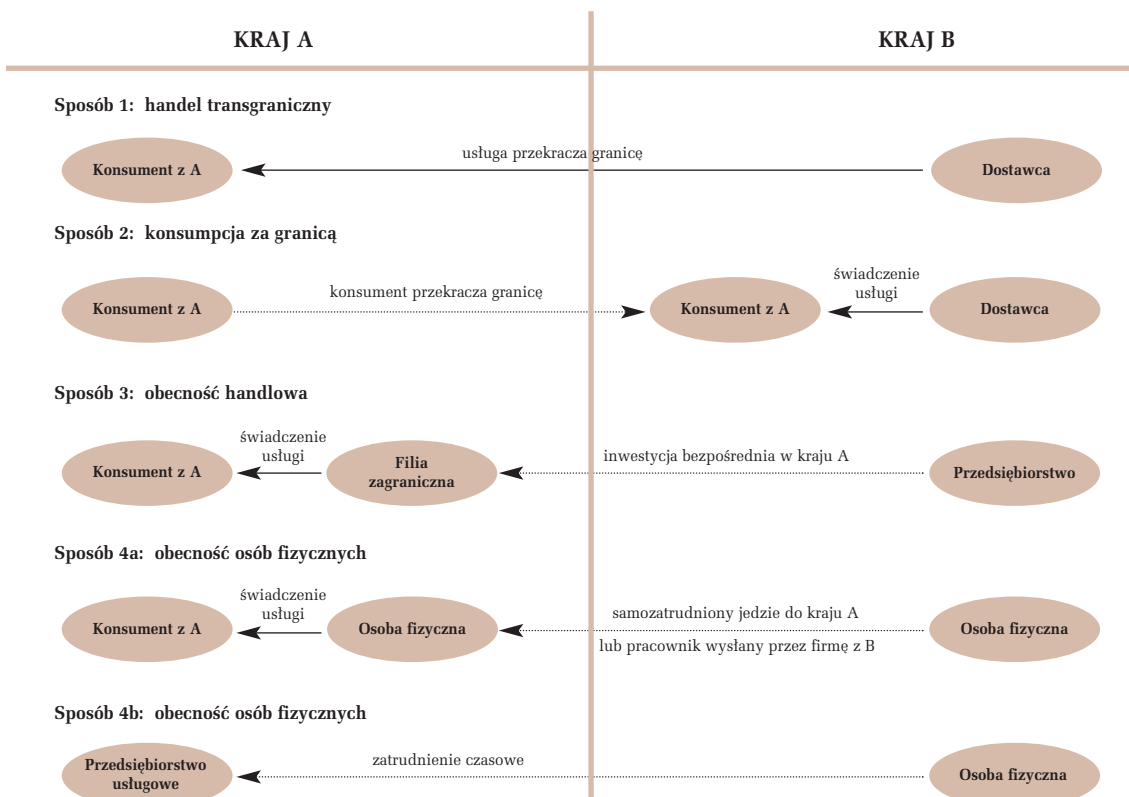 KRAJ A
KRAJ B
Sposób 1: handel transgraniczny
usługa przekracza granicę
Konsument z A
Dostawca
Sposób 2: konsumpcja za granicą
Konsument z A
konsument przekracza granicę
Konsument z A
świadczenie
usługi
Dostawca
Sposób 3: obecność handlowa
Konsument z A
świadczenie
usługi
Filia
zagraniczna
inwestycja bezpośrednia w kraju A
Przedsiębiorstwo
Sposób 4a: obecność osób fizycznych
Konsument z A
świadczenie
usługi
Osoba fizyczna
samozatrudniony jedzie do kraju A
lub pracownik wysłany przez firmę z B
Osoba fizyczna
Sposób 4b: obecność osób fizycznych
Przedsiębiorstwo
usługowe
zatrudnienie czasowe
Osoba fizyczna